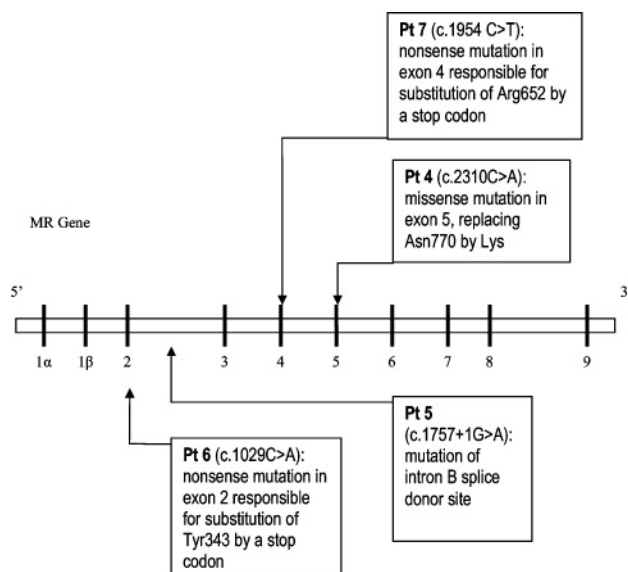 Pt 7 (c.1954 C>T):
nonsense mutation in
exon 4 responsible for
substitution of Arg652 by
a stop codon
Pt 4 (c.2310C>A):
missense mutation in
exon 5, replacing
Asn770 by Lys
MR Gene
5’
3
1α 1β 2 3 4 5 6 7 8 9
Pt 6 (c.1029C>A):
nonsense mutation in
exon 2 responsible
for substitution of
Tyr343 by a stop
codon
Pt 5
(c.1757+1G>A):
mutation of
intron B splice
donor site